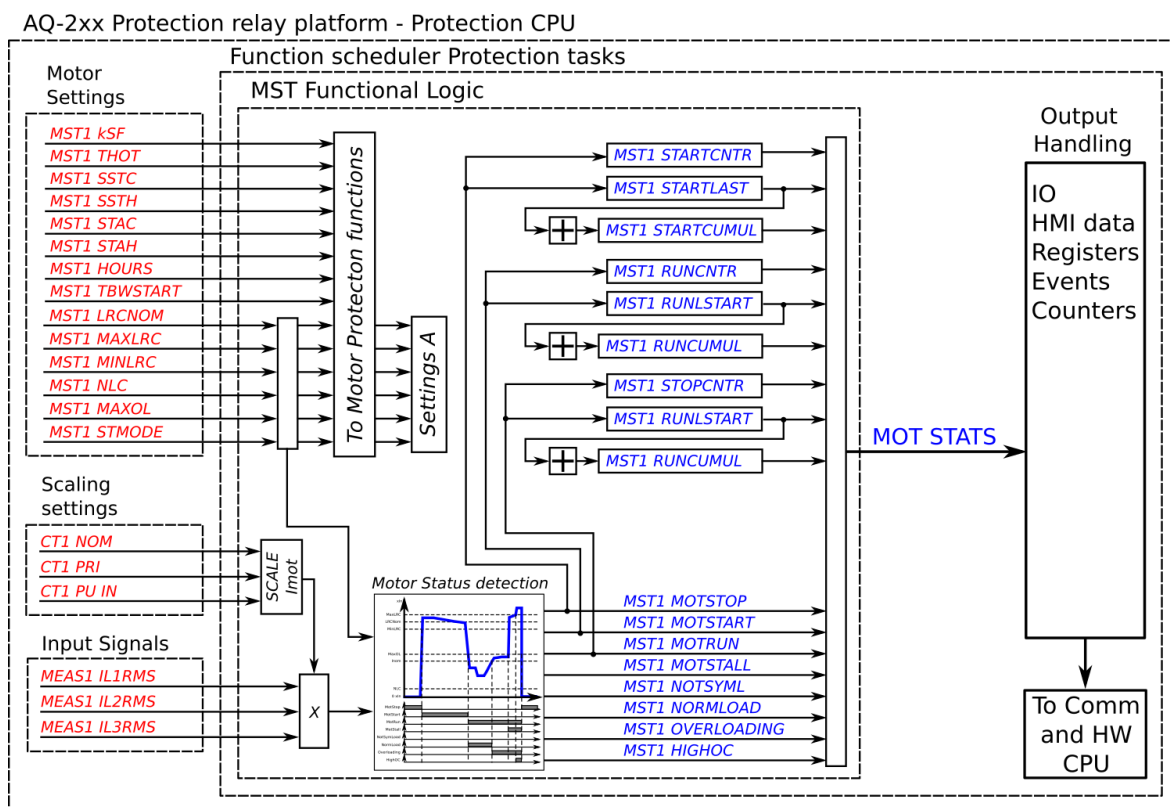 AQ-2xx Protection relay platform - Protection CPU
Function scheduler Protection tasks
MST Functional Logic
Motor
Settings
MST1 kSF
MST1 THOT
MST1 SSTC
MST1 SSTH
MST1 STAC
MST1 STAH
MST1 HOURS
MST1 TBWSTART
MST1 LRCNOM
MST1 MAXLRC
MST1 MINLRC
MST1 NLC
MST1 MAXOL
MST1 STMODE
Scaling
settings
CT1 NOM
CT1 PRI
CT1 PU IN
Input Signals
MEAS1 IL1RMS
MEAS1 IL2RMS
MEAS1 IL3RMS
To Motor Protecton functions
Settings A
SCALE
Imot
X
Motor Status detection
MST1 STARTCNTR
MST1 STARTLAST
+
MST1 STARTCUMUL
MST1 RUNCNTR
MST1 RUNLSTART
+
MST1 RUNCUMUL
MST1 STOPCNTR
MST1 RUNLSTART
+
MST1 RUNCUMUL
MST1 MOTSTOP
MST1 MOTSTART
MST1 MOTRUN
MST1 MOTSTALL
MST1 NOTSYML
MST1 NORMLOAD
MST1 OVERLOADING
MST1 HIGHOC
MOT STATS
Output
Handling
IO
HMI data
Registers
Events
Counters
To Comm
and HW
CPU